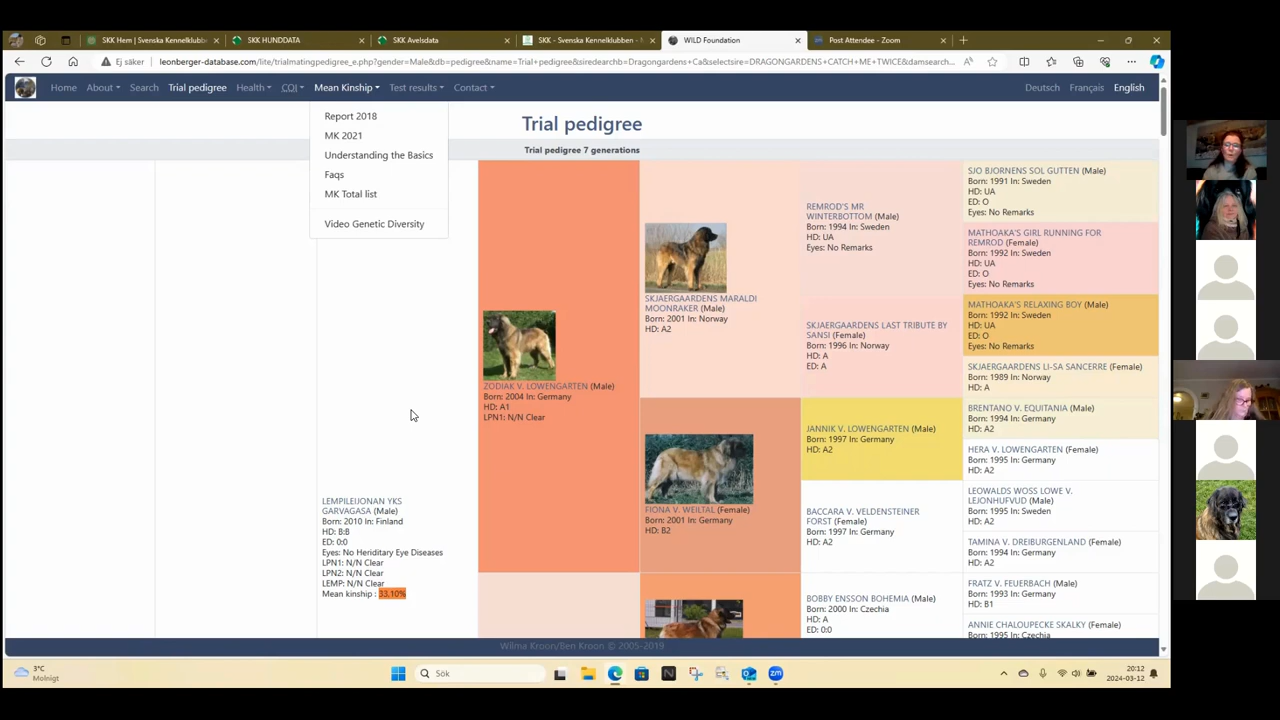 SKK Hem | Svenska Kennelklubbe
SKK HUNDDATA
SKK Avelsdata
SKK - Svenska Kennelklubben -
WILD Foundation
Post Attendee - Zoom
Ej säker
leonberger-database.com/lite/trialmatingpedigree_e.php?gender=Male&db=pedigree&name=Trial+pedigree&siredearchb=Dragongardens+Ca&selectsire=DRAGONGARDENS+CATCH+ME+TWICE&damsearc...
Home
About
Search
Trial pedigree
Health
COI
Mean Kinship
Test results
Contact
Deutsch
Français
English
Report 2018
MK 2021
Understanding the Basics
Faqs
MK Total list
Video Genetic Diversity
Trial pedigree
Trial pedigree 7 generations
LEMPILEIJONAN YKS
GARVAGASA (Male)
Born: 2010 In: Finland
HD: B:B
ED: 0:0
Eyes: No Heriditary Eye Diseases
LPN1: N/N Clear
LPN2: N/N Clear
LEMP: N/N Clear
Mean kinship : 33,10%
ZODIAK V. LOWENGARTEN (Male)
Born: 2004 In: Germany
HD: A1
LPN1: N/N Clear
SKJAERGAARDENS MARALDI
MOONRAKER (Male)
Born: 2001 In: Norway
HD: A2
FIONA V. WEILTAL (Female)
Born: 2001 In: Germany
HD: B2
REMROD'S MR
WINTERBOTTOM (Male)
Born: 1994 In: Sweden
HD: UA
Eyes: No Remarks
SKJAERGAARDENS LAST TRIBUTE BY
SANSI (Female)
Born: 1996 In: Norway
HD: A
ED: A
JANNIK V. LOWENGARTEN (Male)
Born: 1997 In: Germany
HD: A2
BACCARA V. VELDENSTEINER
FORST (Female)
Born: 1997 In: Germany
HD: A2
BOBBY ENSSON BOHEMIA (Male)
Born: 2000 In: Czechia
HD: A
ED: 0:0
SJO BJORNENS SOL GUTTEN (Male)
Born: 1991 In: Sweden
HD: UA
ED: O
Eyes: No Remarks
MATHOAKA'S GIRL RUNNING FOR
REMROD (Female)
Born: 1992 In: Sweden
HD: UA
ED: O
Eyes: No Remarks
MATHOAKA'S RELAXING BOY (Male)
Born: 1992 In: Sweden
HD: UA
ED: O
Eyes: No Remarks
SKJAERGAARDENS LI-SA SANCERRE (Female)
Born: 1989 In: Norway
HD: A
BRENTANO V. EQUITANIA (Male)
Born: 1994 In: Germany
HD: A2
HERA V. LOWENGARTEN (Female)
Born: 1995 In: Germany
HD: A2
LEOWALDS WOSS LOWE V.
LEJONHUFVUD (Male)
Born: 1995 In: Sweden
HD: A2
TAMINA V. DREIBURGENLAND (Female)
Born: 1994 In: Germany
HD: A2
FRATZ V. FEUERBACH (Male)
Born: 1993 In: Germany
HD: B1
ANNIE CHALOUPECKE SKALKY (Female)
Born: 1995 In: Czechia
Wilma Kroon/Ben Kroon © 2005-2019
3°C
Molnigt
Sök
20:12
2024-03-12